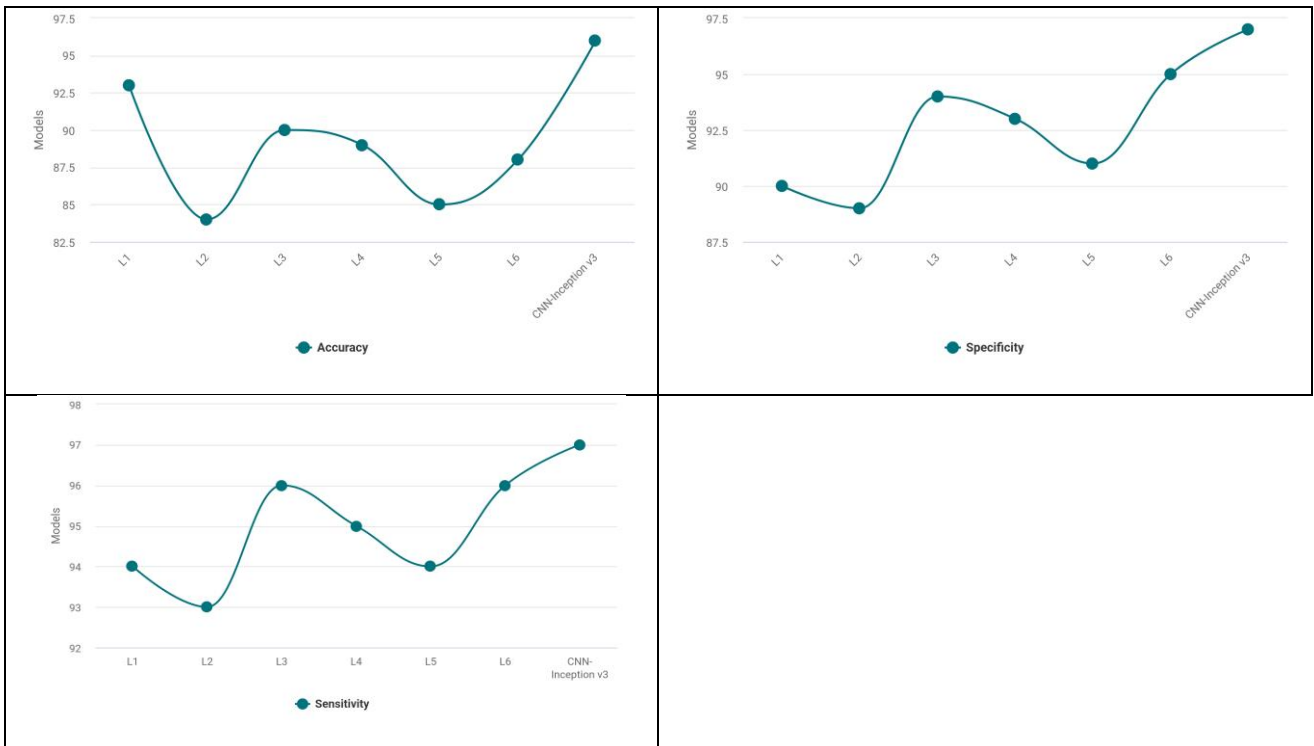 97.5
95
92.5
90
87.5
85
82.5
Models
L1
L2
L3
L4
L5
L6
CNN-Inception v3
Accuracy
97.5
95
92.5
90
87.5
Models
L1
L2
L3
L4
L5
L6
CNN-Inception v3
Specificity
98
97
96
95
94
93
92
Models
L1
L2
L3
L4
L5
L6
CNN-
Inception v3
Sensitivity